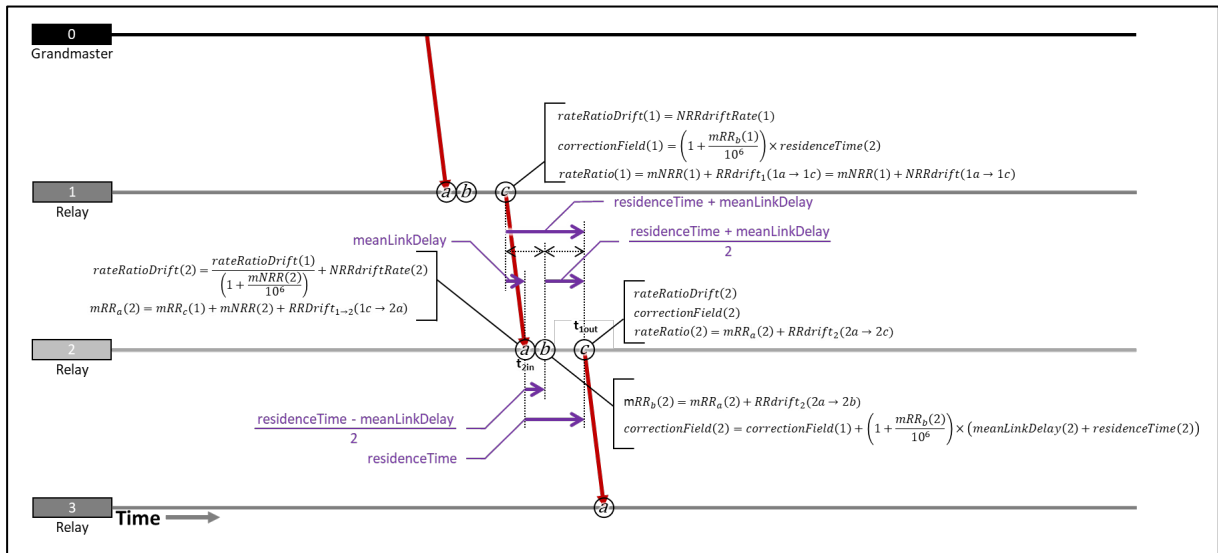 0
Grandmaster
rateRatioDrift(1) = NRRdriftRate(1)
correctionField(1) = (1 + mRR_b(1)/10^6) × residenceTime(2)
rateRatio(1) = mNRR(1) + RRdrift_1(1a → 1c) = mNRR(1) + NRRdrift(1a → 1c)
1
Relay
a b c
residenceTime + meanLinkDelay
meanLinkDelay
residenceTime + meanLinkDelay
2
rateRatioDrift(2) = rateRatioDrift(1)/(1 + mNRR(2)/10^6) + NRRdriftRate(2)
mRR_a(2) = mRR_c(1) + mNRR(2) + RRDrift_1→2(1c → 2a)
rateRatioDrift(2)
correctionField(2)
rateRatio(2) = mRR_a(2) + RRdrift_2(2a → 2c)
t_1out
2
Relay
a b c
t_2in
mRR_b(2) = mRR_a(2) + RRdrift_2(2a → 2b)
correctionField(2) = correctionField(1) + (1 + mRR_b(2)/10^6) × (meanLinkDelay(2) + residenceTime(2))
residenceTime - meanLinkDelay
2
residenceTime
3
Relay
Time
a